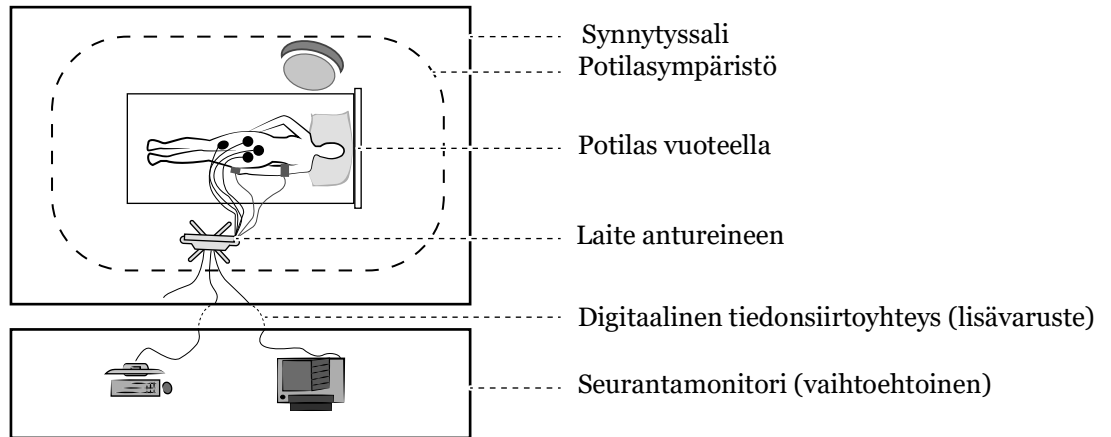 Synnytyssali
Potilasympäristö
Potilas vuoteella
Laite antureineen
Digitaalinen tiedonsiirtoyhteys (lisävaruste)
Seurantamonitori (vaihtoehtoinen)